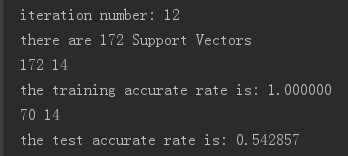 iteration number: 12
there are 172 Support Vectors
172 14
the training accurate rate is: 1.000000
70 14
the test accurate rate is: 0.542857